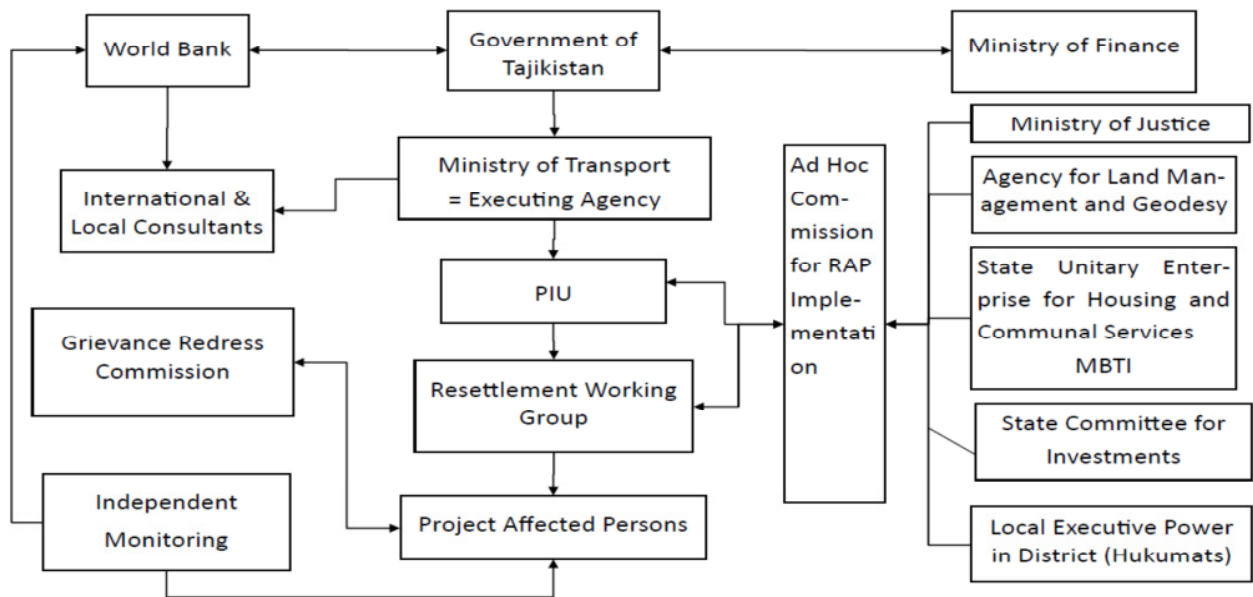 World Bank
Government of
Tajikistan
Ministry of Finance
Ministry of Justice
International &
Local Consultants
Ministry of Transport
= Executing Agency
Ad Hoc
Com-
mission
for RAP
Imple-
mentati
on
Agency for Land Man-
agement and Geodesy
PIU
State Unitary Enter-
prise for Housing and
Communal Services
MBTI
Grievance Redress
Commission
Resettlement Working
Group
State Committee for
Investments
Independent
Monitoring
Project Affected Persons
Local Executive Power
in District (Hukumats)